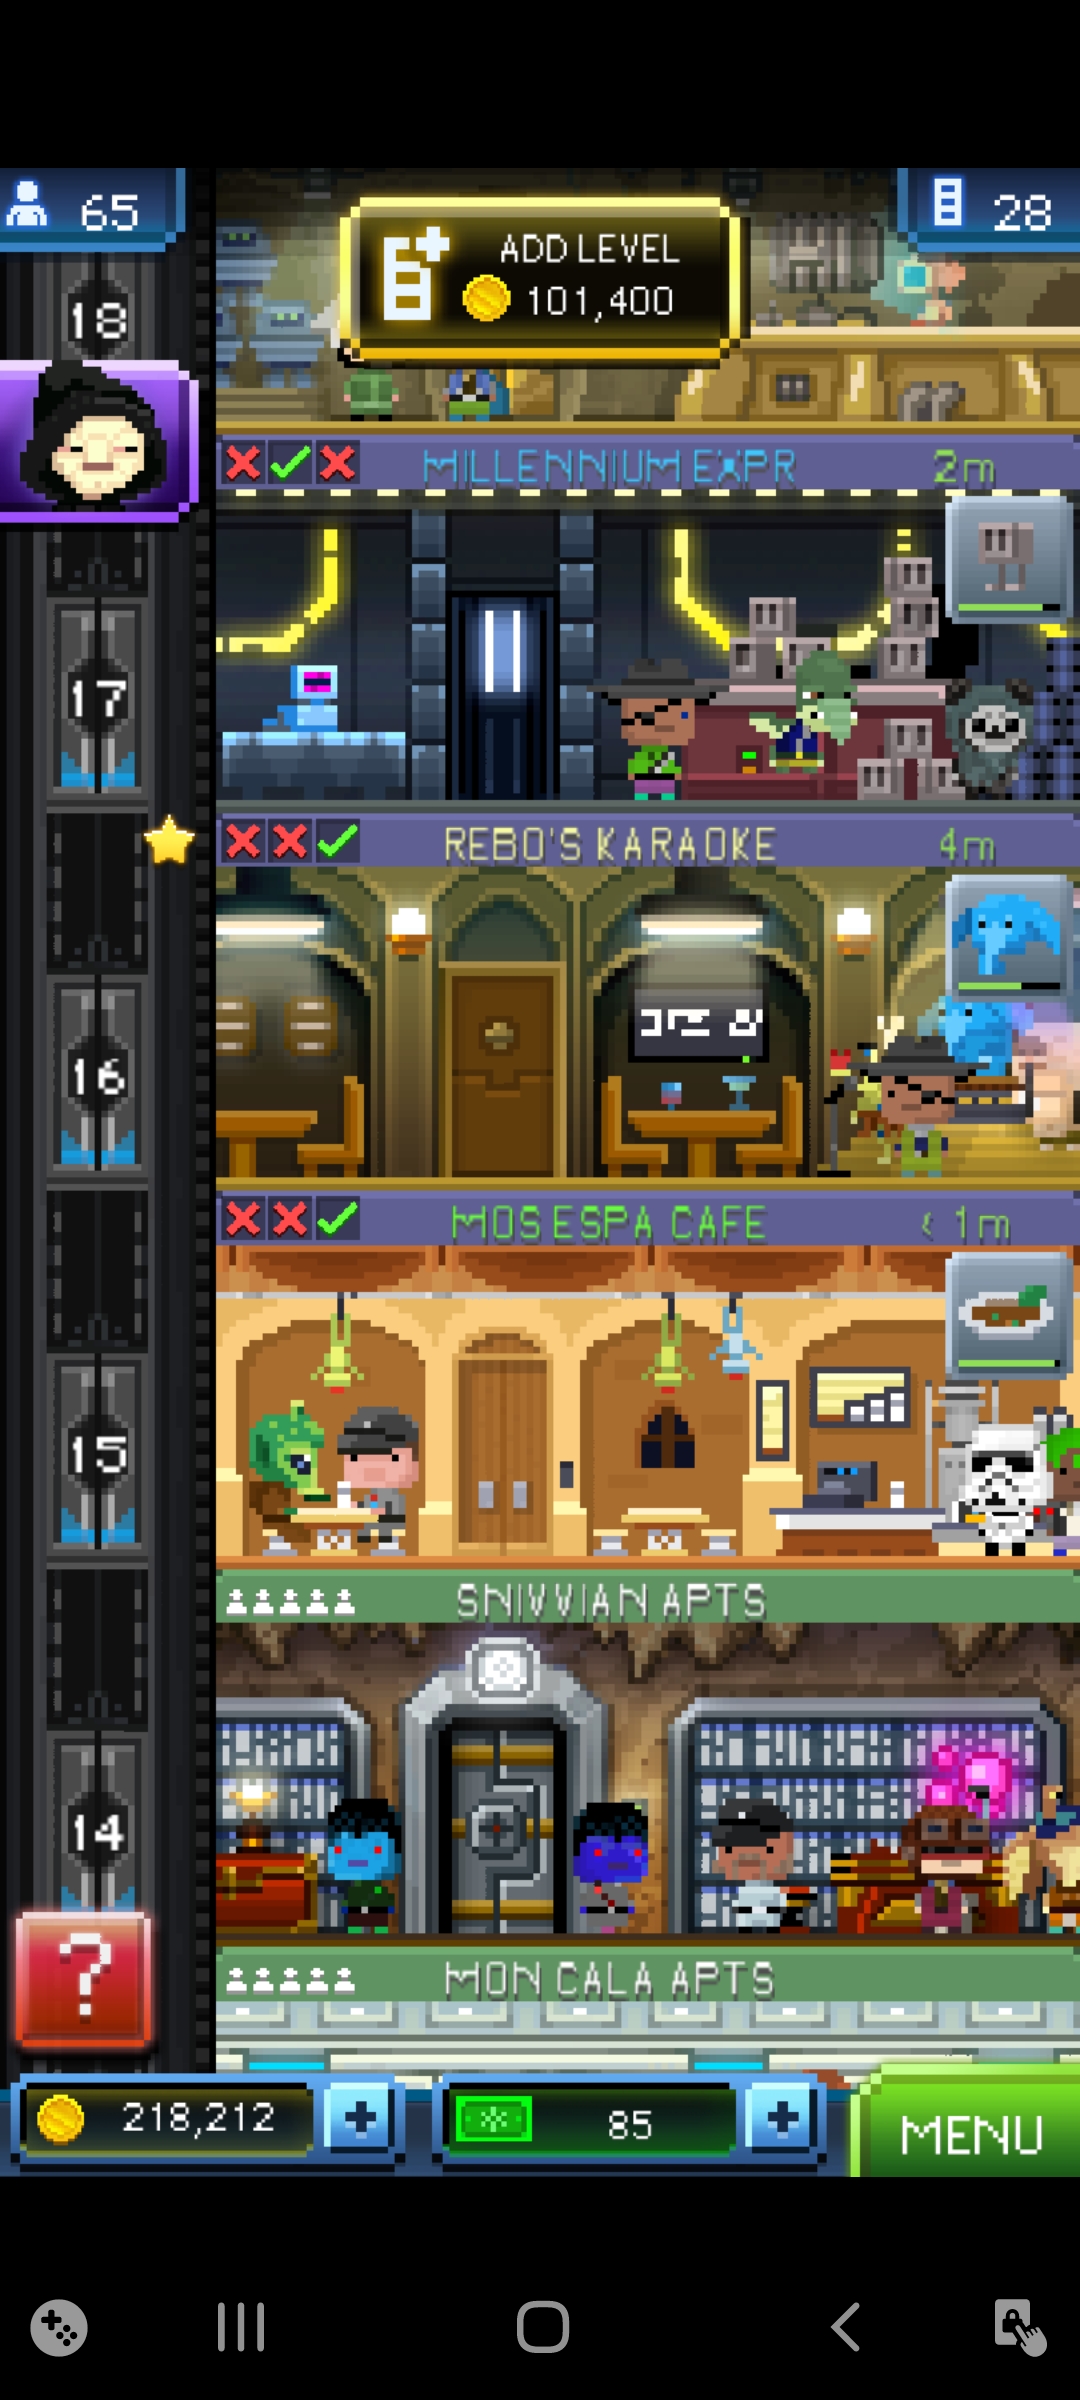 65
28
ADD LEVEL
101,400
18
MILLENNIUM EXPR 2m
17
REBO'S KARAOKE 4m
16
MOS ESPA CAFE < 1m
15
SNIVVIAN APTS
14
?
MON CALA APTS
218,212
85
MENU